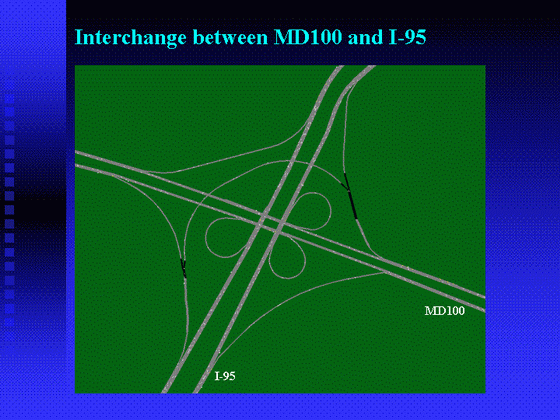 Interchange between MD100 and I-95
MD100
I-95